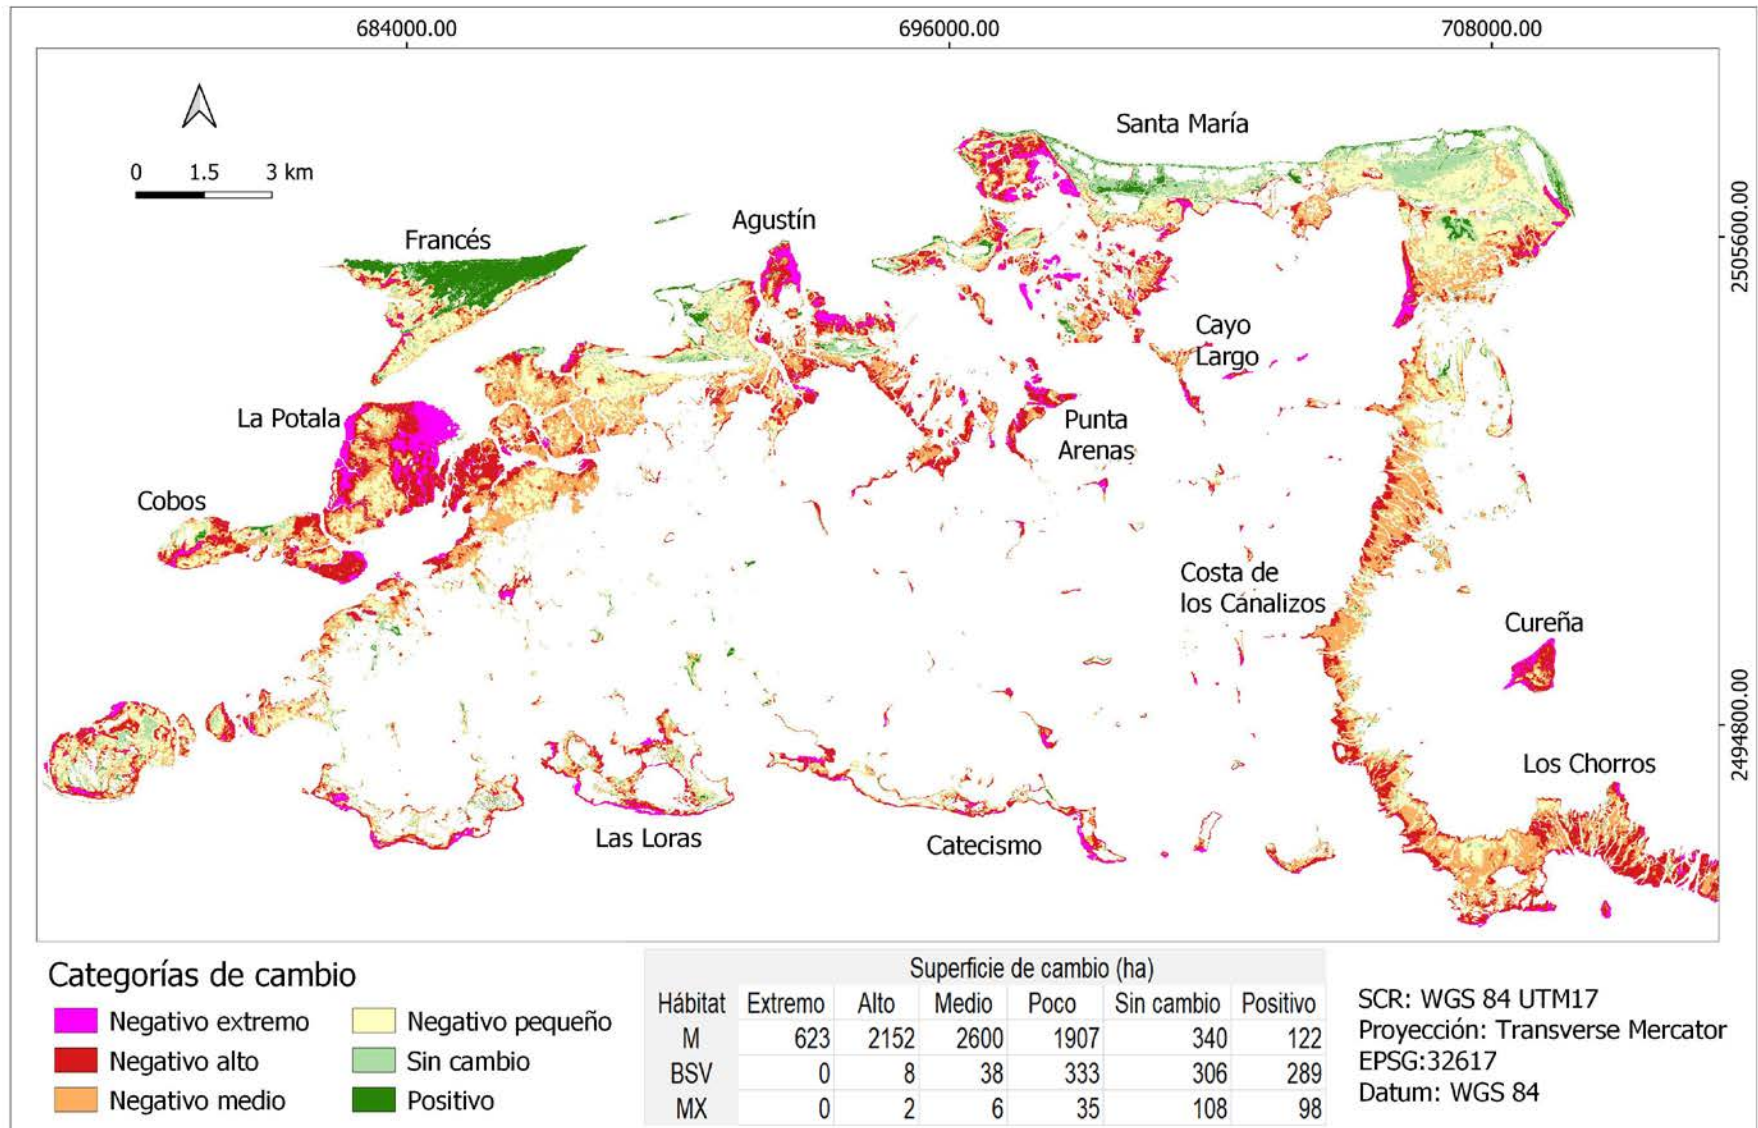 684000.00 696000.00 708000.00
Santa María
0 1.5 3 km
Agustín
Francés
2505600.00
Cayo
Largo
La Potala
Punta
Arenas
Cobos
Costa de
los Canalizos
Cureña
2494800.00
Los Chorros
Las Loras
Catecismo
Categorías de cambio
Negativo extremo
Negativo alto
Negativo medio
Negativo pequeño
Sin cambio
Positivo
Superficie de cambio (ha)
Hábitat Extremo Alto Medio Poco Sin cambio Positivo
M 623 2152 2600 1907 340 122
BSV 0 8 38 333 306 289
MX 0 2 6 35 108 98
SCR: WGS 84 UTM17
Proyección: Transverse Mercator
EPSG:32617
Datum: WGS 84